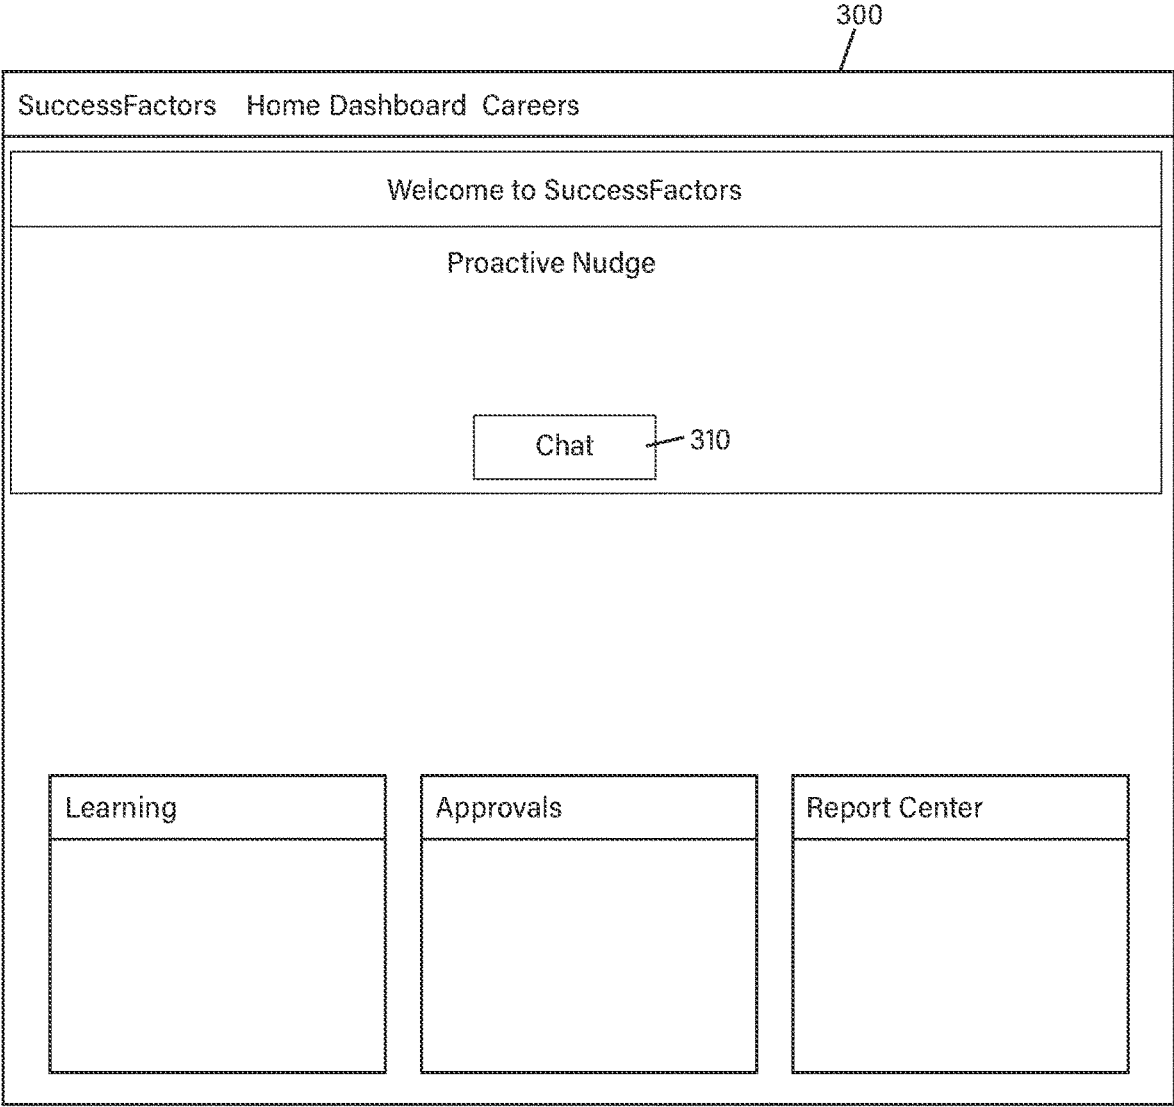 300
SuccessFactors Home Dashboard Careers
Welcome to SuccessFactors
Proactive Nudge
Chat 310
Learning Approvals Report Center